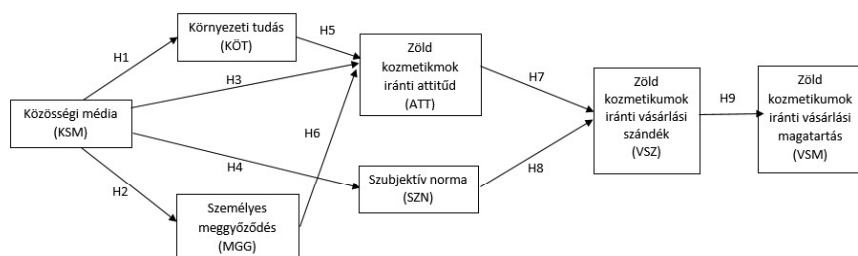 Környezeti tudás
(KÖT)
H1
H5
Zöld
kozmetikmok
iránti attitűd
(ATT)
H3
H7
Zöld
kozmetikumok
iránti vásárlási
szándék
(VSZ)
H9
Zöld
kozmetikumok
iránti vásárlási
magatartás
(VSM)
Közösségi média
(KSM)
H6
H4
H8
H2
Szubjektív norma
(SZN)
Személyes
meggyőződés
(MGG)